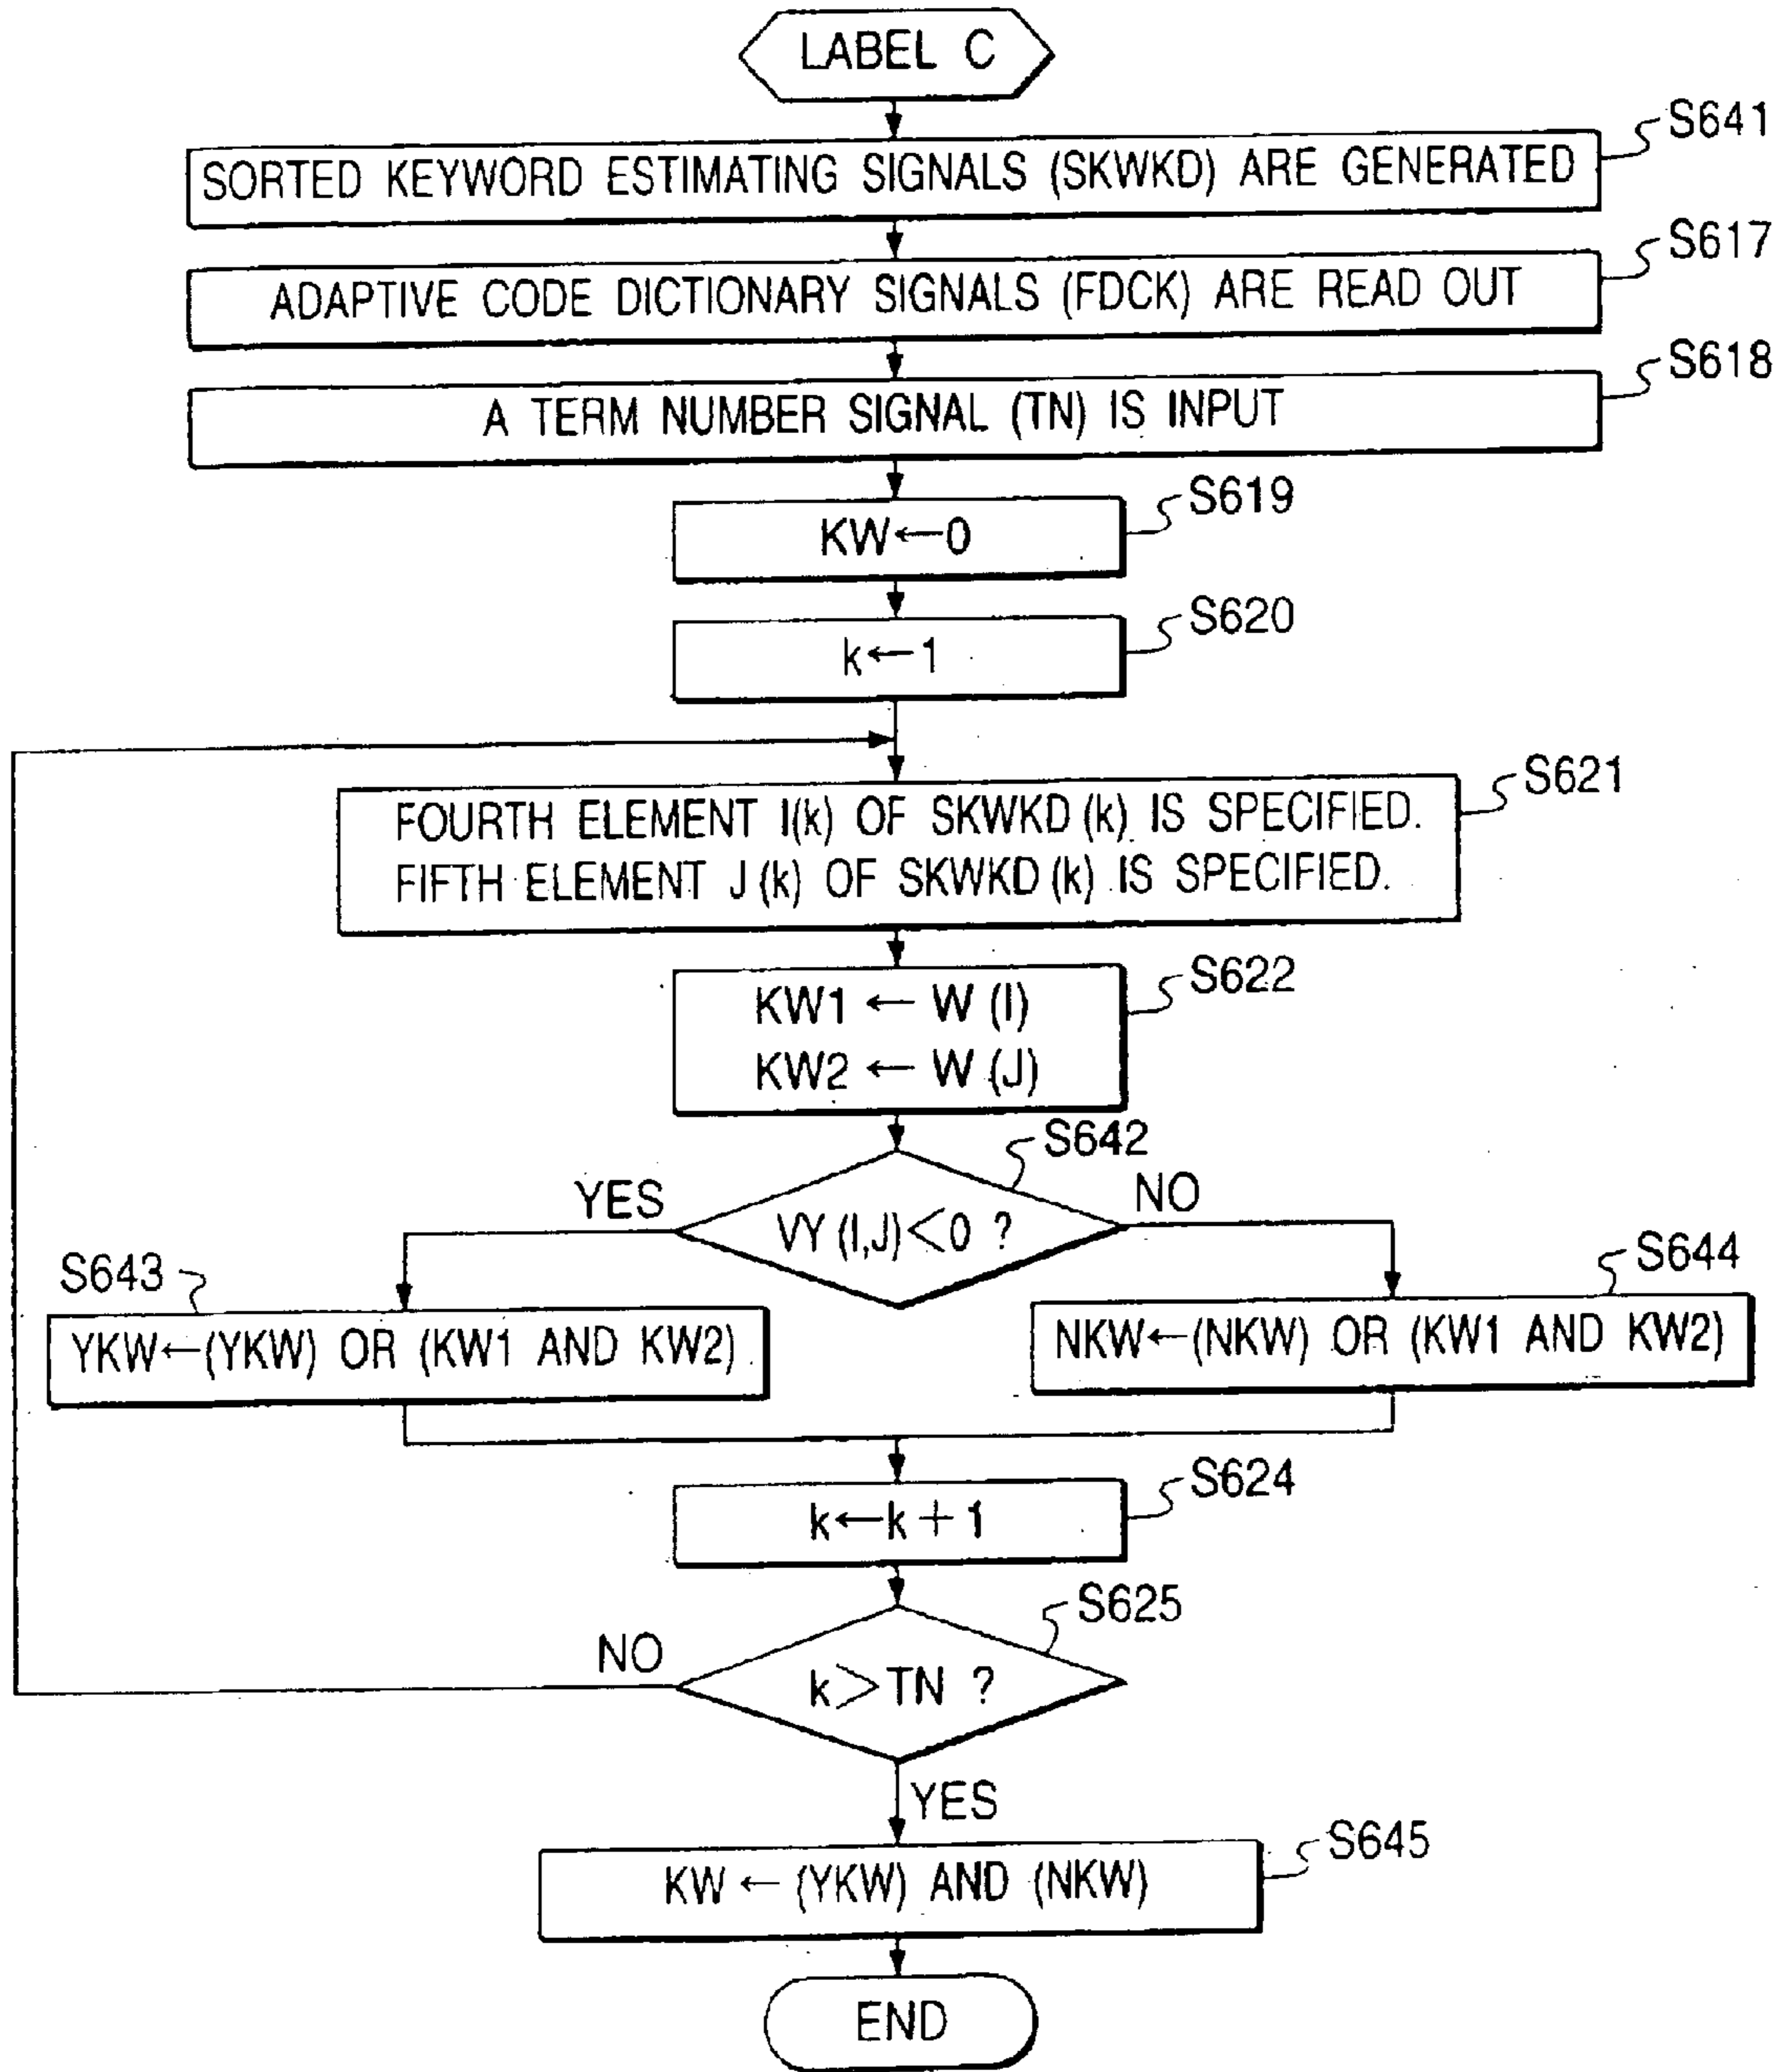 LABEL C
S641
SORTED KEYWORD ESTIMATING SIGNALS (SKWKD) ARE GENERATED
S617
ADAPTIVE CODE DICTIONARY SIGNALS (FDCK) ARE READ OUT
S618
A TERM NUMBER SIGNAL (TN) IS INPUT
S619
KW←0
S620
k←1
S621
FOURTH ELEMENT I(k) OF SKWKD (k) IS SPECIFIED.
FIFTH ELEMENT J (k) OF SKWKD (k) IS SPECIFIED.
S622
KW1 ← W (I)
KW2 ← W (J)
S642
YES
NO
VY (I,J)<0 ?
S643
S644
YKW←(YKW) OR (KW1 AND KW2)
NKW←(NKW) OR (KW1 AND KW2)
S624
k←k + 1
S625
NO
k>TN ?
YES
S645
KW ← (YKW) AND (NKW)
END